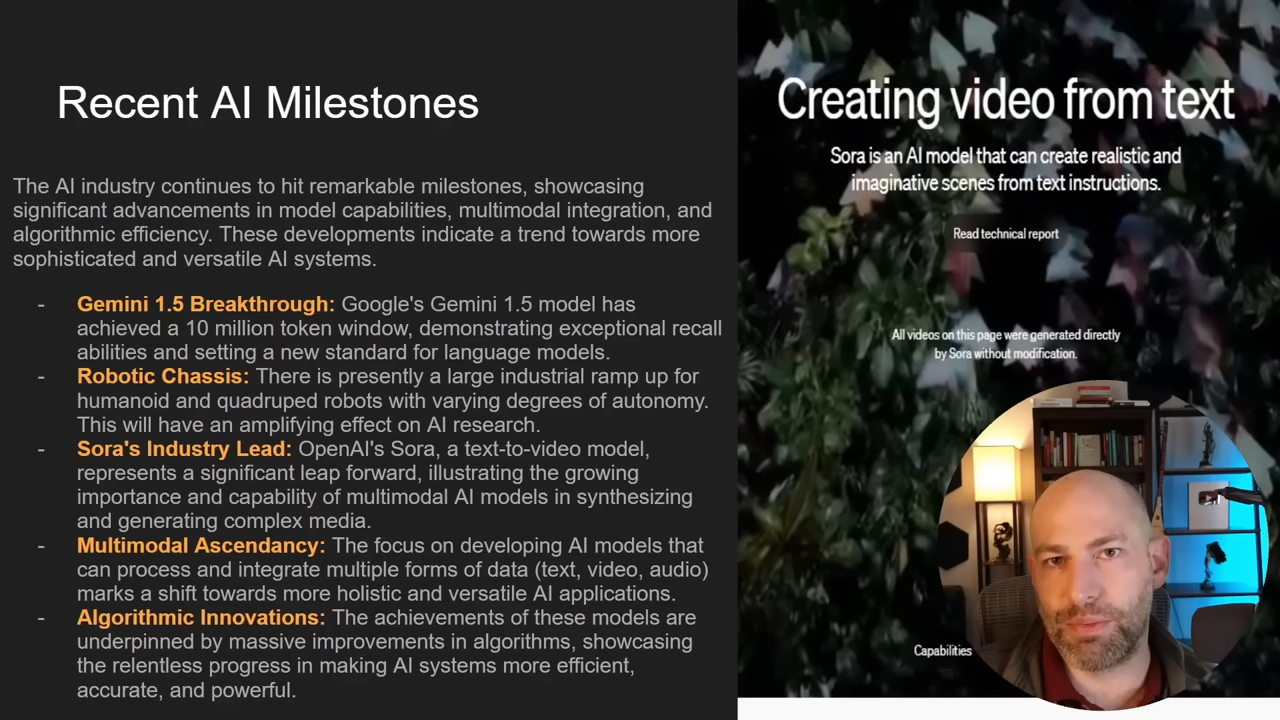 Recent AI Milestones
The AI industry continues to hit remarkable milestones, showcasing
significant advancements in model capabilities, multimodal integration, and
algorithmic efficiency. These developments indicate a trend towards more
sophisticated and versatile AI systems.
- Gemini 1.5 Breakthrough: Google's Gemini 1.5 model has
achieved a 10 million token window, demonstrating exceptional recall
abilities and setting a new standard for language models.
- Robotic Chassis: There is presently a large industrial ramp up for
humanoid and quadruped robots with varying degrees of autonomy.
This will have an amplifying effect on AI research.
- Sora's Industry Lead: OpenAI's Sora, a text-to-video model,
represents a significant leap forward, illustrating the growing
importance and capability of multimodal AI models in synthesizing
and generating complex media.
- Multimodal Ascendancy: The focus on developing AI models that
can process and integrate multiple forms of data (text, video, audio)
marks a shift towards more holistic and versatile AI applications.
- Algorithmic Innovations: The achievements of these models are
underpinned by massive improvements in algorithms, showcasing
the relentless progress in making AI systems more efficient,
accurate, and powerful.
Creating video from text
Sora is an AI model that can create realistic and
imaginative scenes from text instructions.
Read technical report
All videos on this page were generated directly
by Sora without modification.
Capabilities